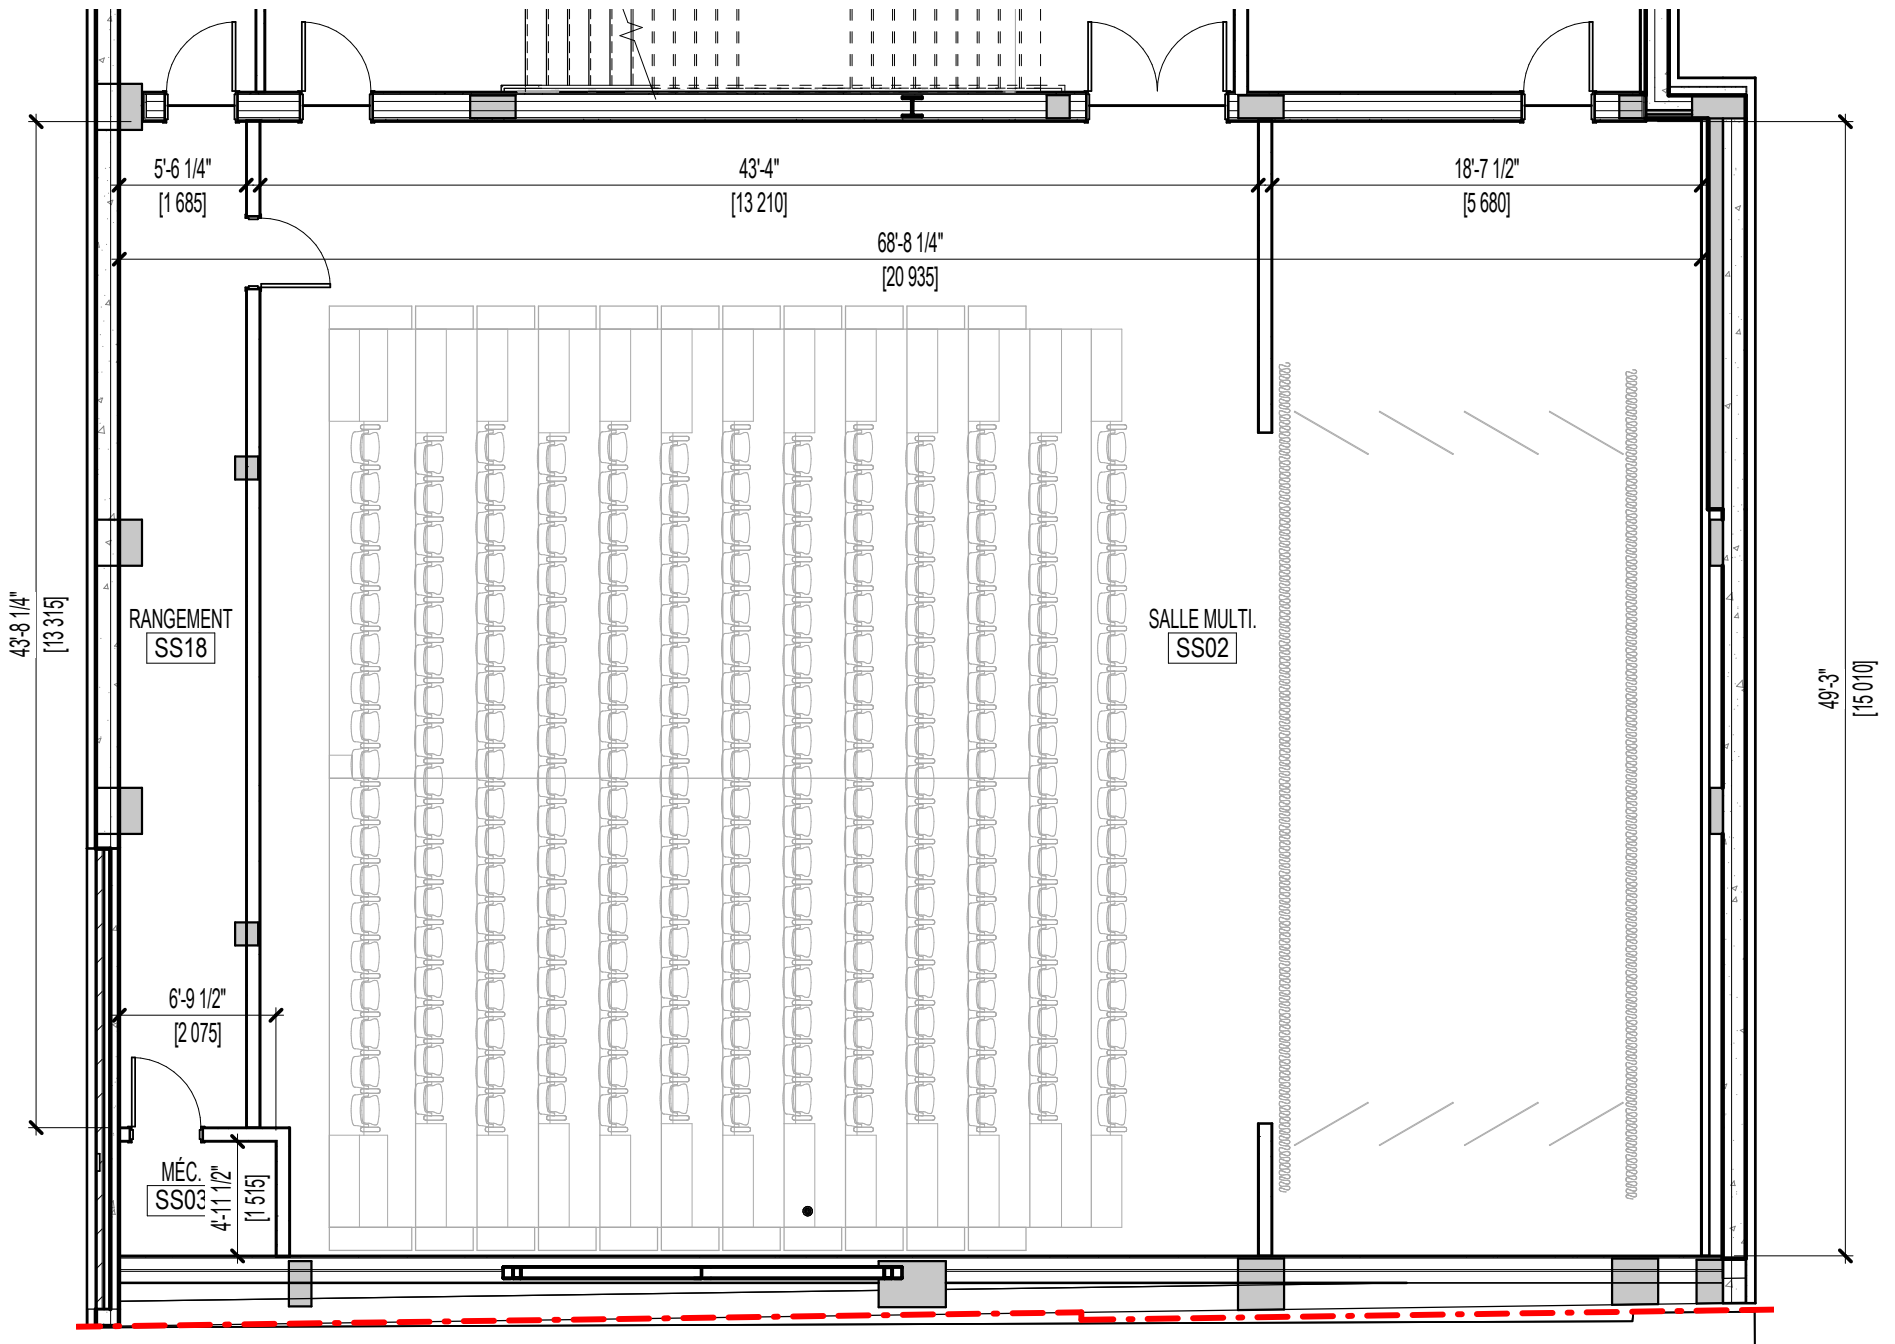 5'-6 1/4"
[1 685]
43'-4"
[13 210]
18'-7 1/2"
[5 680]
68'-8 1/4"
[20 935]
43'-8 1/4"
[13 315]
RANGEMENT
SS18
SALLE MULTI.
SS02
49'-3"
[15 010]
6'-9 1/2"
[2 075]
MÉC.
SS03
4'-11 1/2"
[1 515]